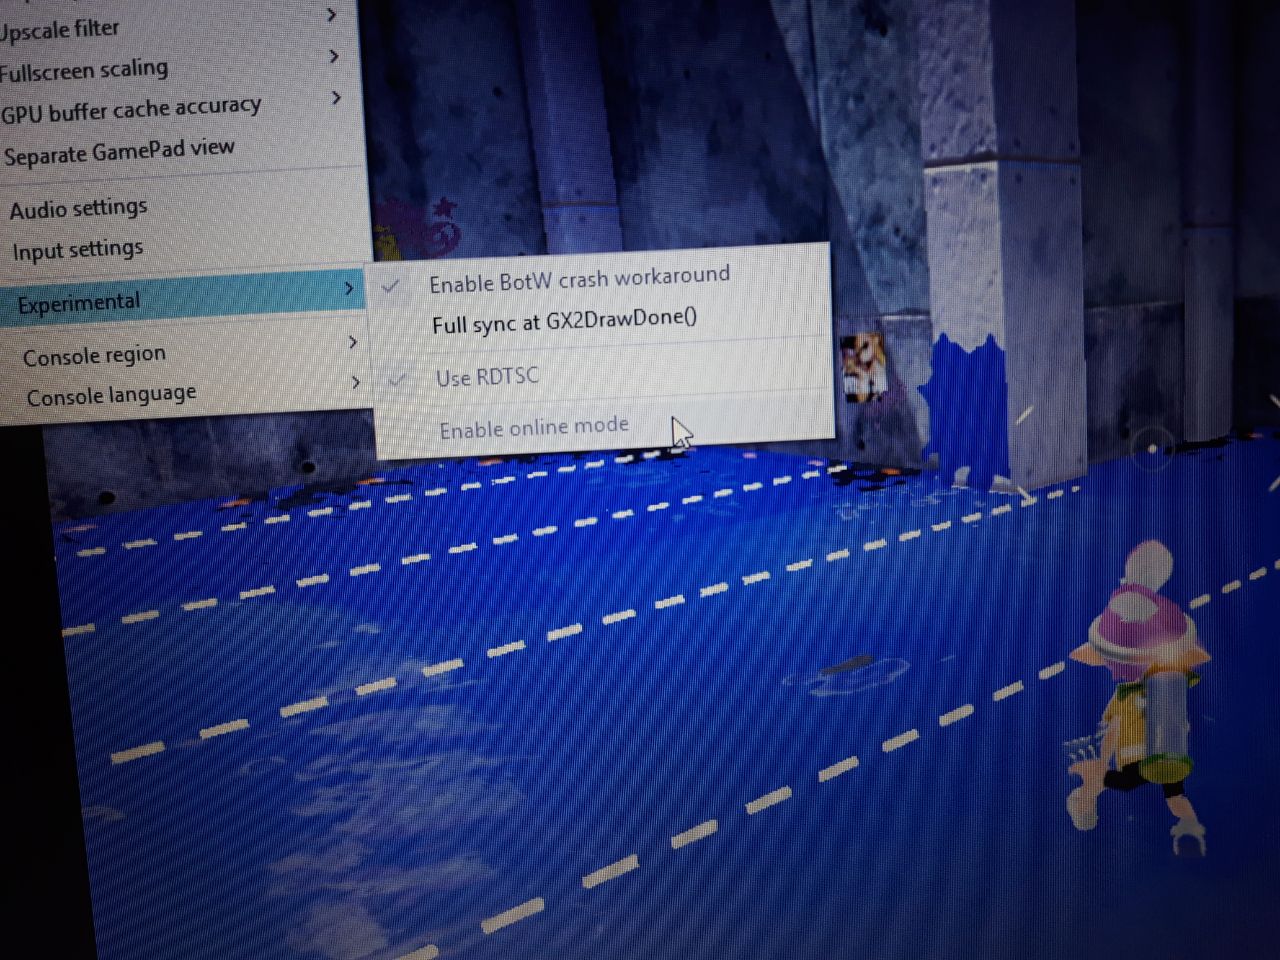 Upscale filter
Fullscreen scaling
GPU buffer cache accuracy
Separate GamePad view
Audio settings
Input settings
Experimental
Console region
Console language
Enable BotW crash workaround
Full sync at GX2DrawDone()
Use RDTSC
Enable online mode